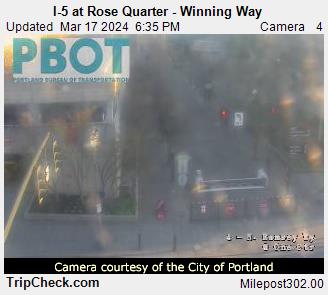 I-5 at Rose Quarter - Winning Way
Updated Mar 17 2024 6:35 PM Camera 4
PBOT
PORTLAND BUREAU OF TRANSPORTATION
Camera courtesy of the City of Portland
TripCheck.com Milepost302.00